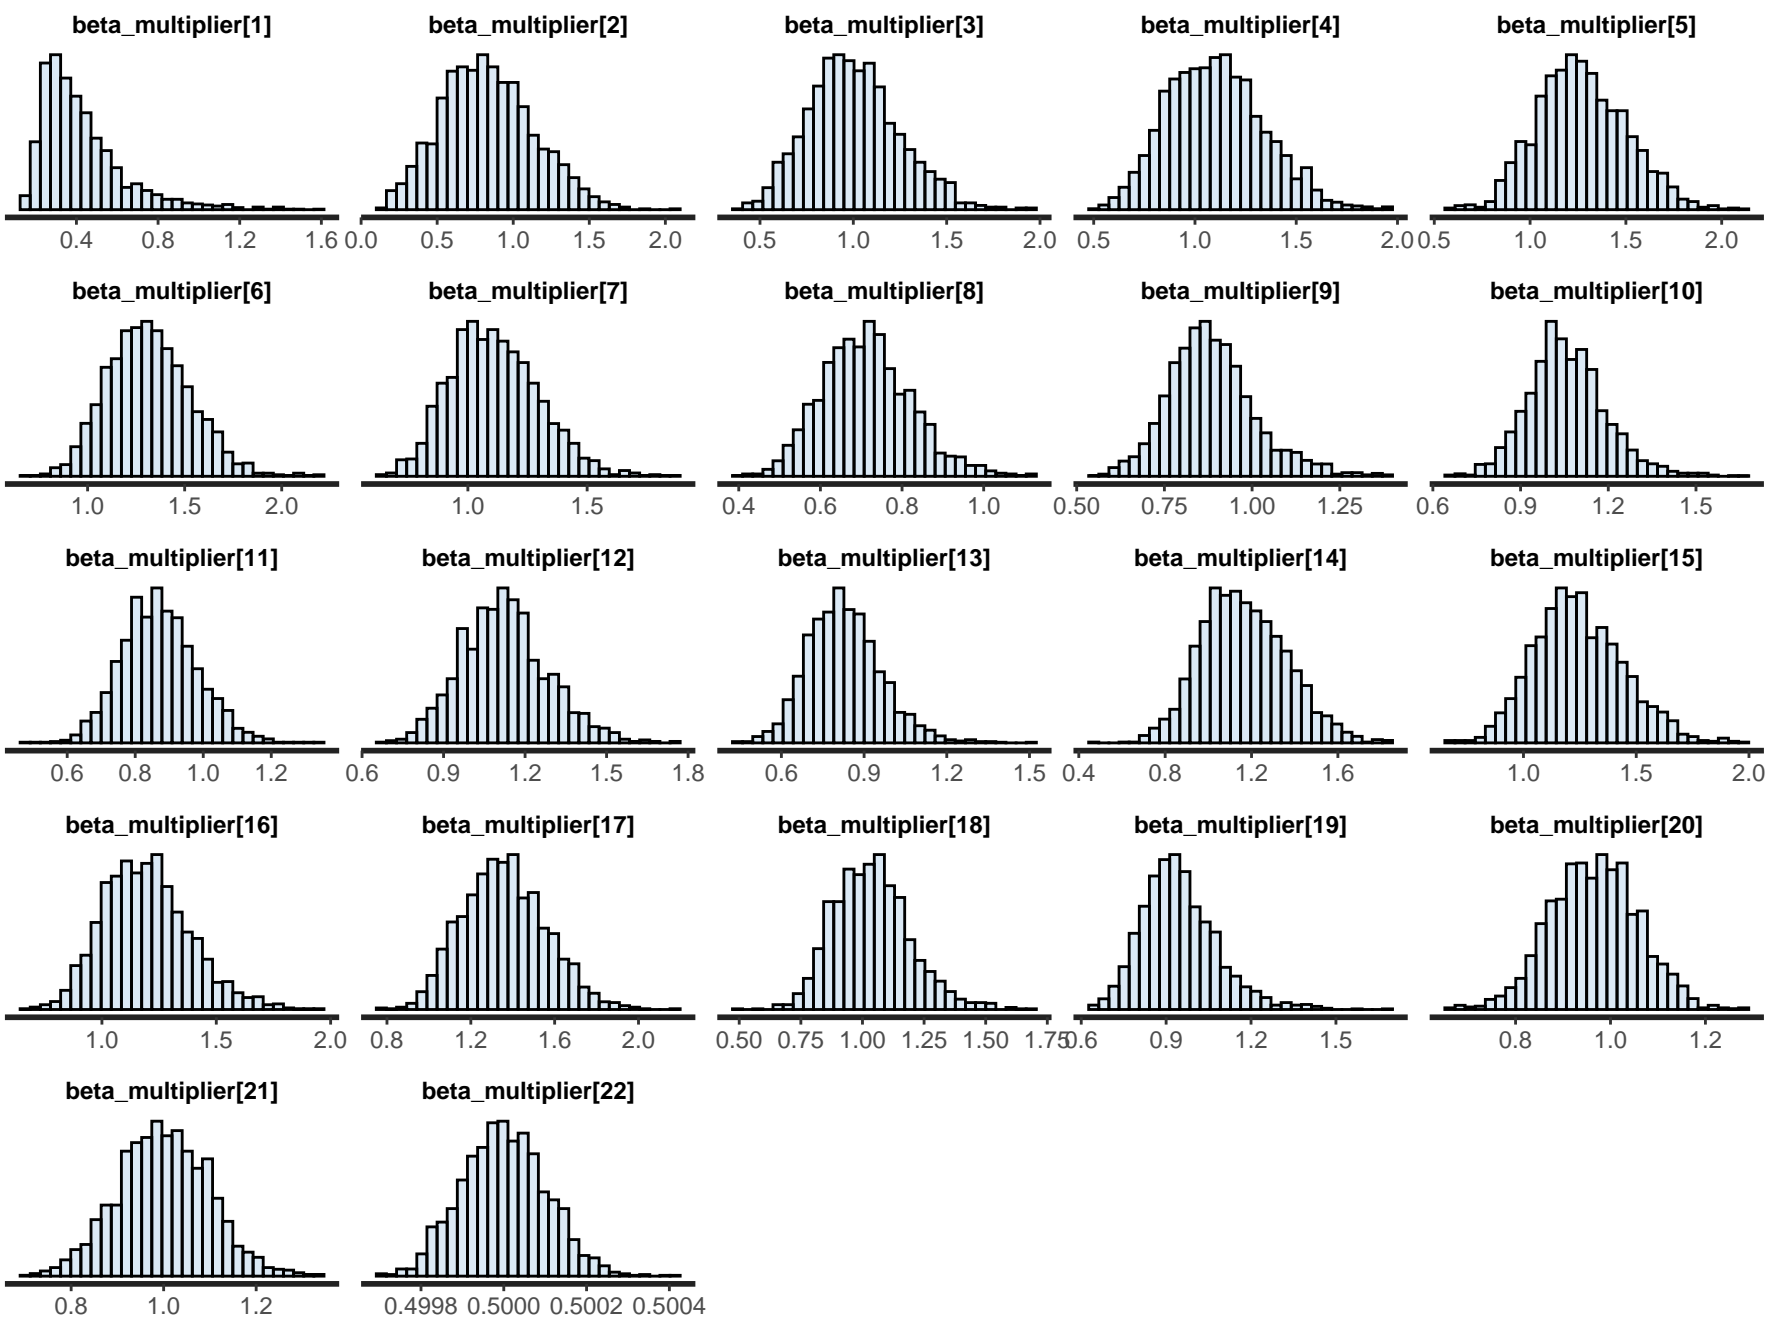 beta_multiplier[1] beta_multiplier[2] beta_multiplier[3] beta_multiplier[4] beta_multiplier[5]
0.4 0.8 1.2 1.6 0.0 0.5 1.0 1.5 2.0 0.5 1.0 1.5 2.0 0.5 1.0 1.5 2.0 0.5 1.0 1.5 2.0
beta_multiplier[6] beta_multiplier[7] beta_multiplier[8] beta_multiplier[9] beta_multiplier[10]
1.0 1.5 2.0 1.0 1.5 0.4 0.6 0.8 1.0 0.50 0.75 1.00 1.25 0.6 0.9 1.2 1.5
beta_multiplier[11] beta_multiplier[12] beta_multiplier[13] beta_multiplier[14] beta_multiplier[15]
0.6 0.8 1.0 1.2 0.6 0.9 1.2 1.5 1.8 0.6 0.9 1.2 1.5 0.4 0.8 1.2 1.6 1.0 1.5 2.0
beta_multiplier[16] beta_multiplier[17] beta_multiplier[18] beta_multiplier[19] beta_multiplier[20]
1.0 1.5 2.0 0.8 1.2 1.6 2.0 0.50 0.75 1.00 1.25 1.50 1.75 0.6 0.9 1.2 1.5 0.8 1.0 1.2
beta_multiplier[21] beta_multiplier[22]
0.8 1.0 1.2 0.4998 0.5000 0.5002 0.5004